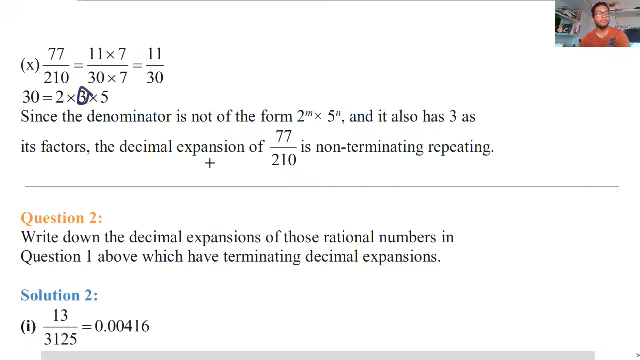 (x) 77/210 = 11 × 7/30 × 7 = 11/30
30 = 2 × 3 × 5
Since the denominator is not of the form 2ᵐ × 5ⁿ, and it also has 3 as
its factors, the decimal expansion of 77/210 is non-terminating repeating.
Question 2:
Write down the decimal expansions of those rational numbers in
Question 1 above which have terminating decimal expansions.
Solution 2:
(i) 13/3125 = 0.00416